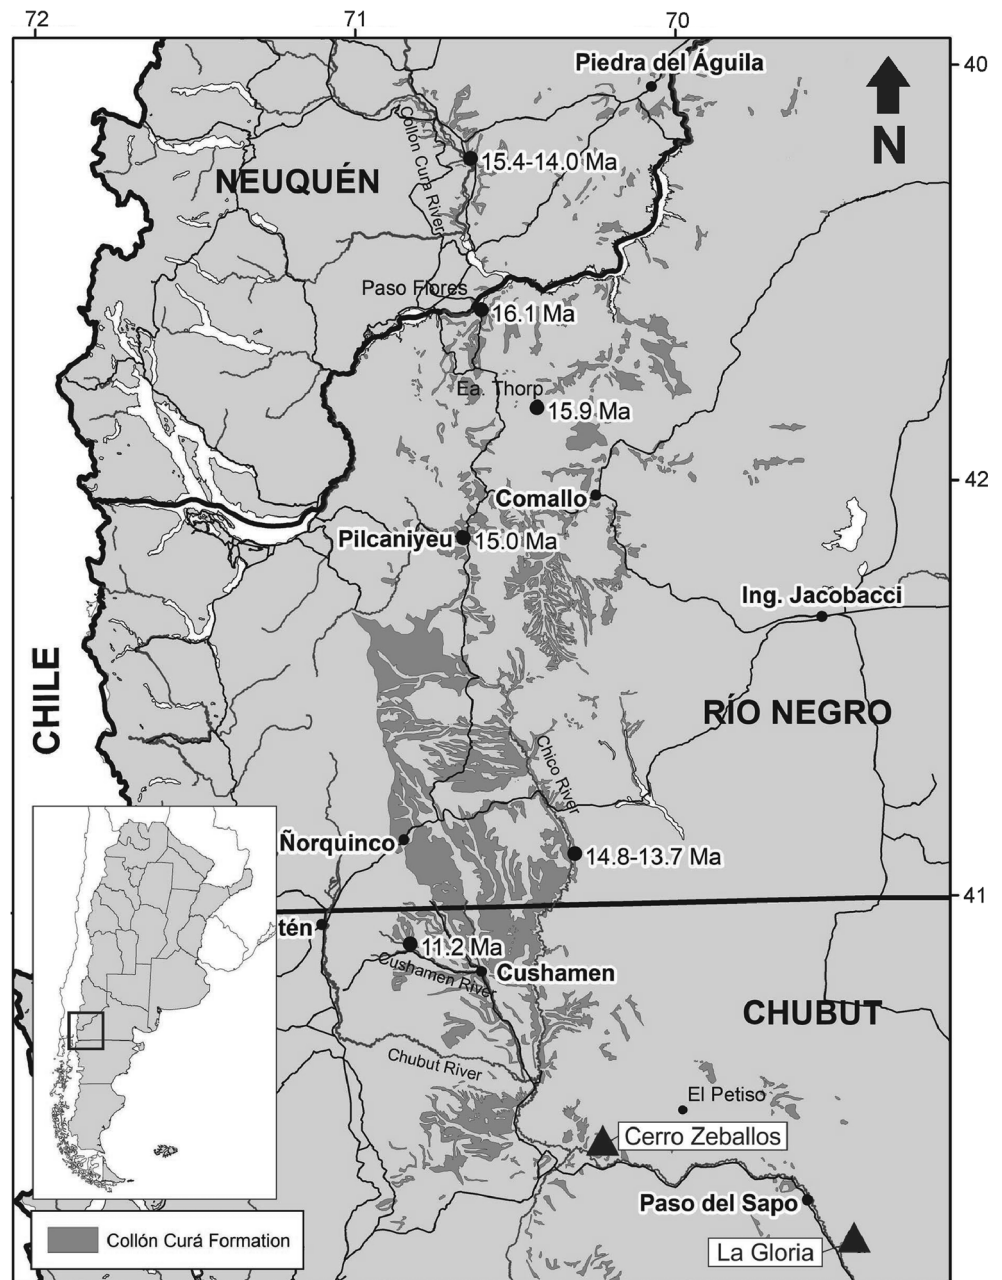 72
71
70
40
Piedra del Águila
N
Collón Cura River
15.4-14.0 Ma
NEUQUÉN
Paso Flores
16.1 Ma
Ea. Thorp
15.9 Ma
42
Comallo
Pilcaniyeu
15.0 Ma
Ing. Jacobacci
CHILE
RÍO NEGRO
Chico River
Ñorquinco
14.8-13.7 Ma
41
tén
11.2 Ma
Cushamen River
Cushamen
CHUBUT
Chubut River
El Petiso
Cerro Zeballos
Paso del Sapo
La Gloria
Collón Curá Formation